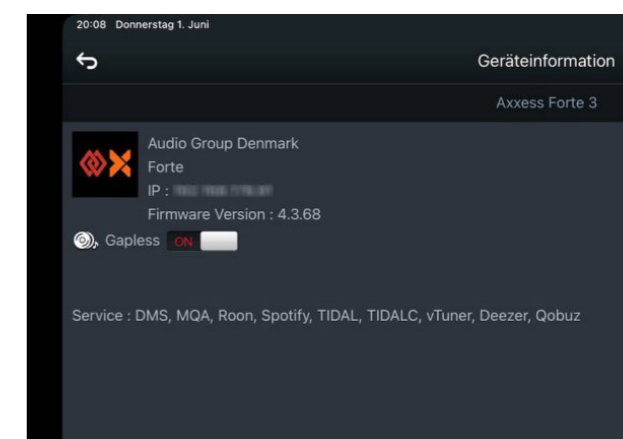 20:08 Donnerstag 1. Juni
Geräteinformation
Axxess Forte 3
Audio Group Denmark
Forte
IP :
Firmware Version : 4.3.68
Gapless ON
Service : DMS, MQA, Roon, Spotify, TIDAL, TIDALC, vTuner, Deezer, Qobuz